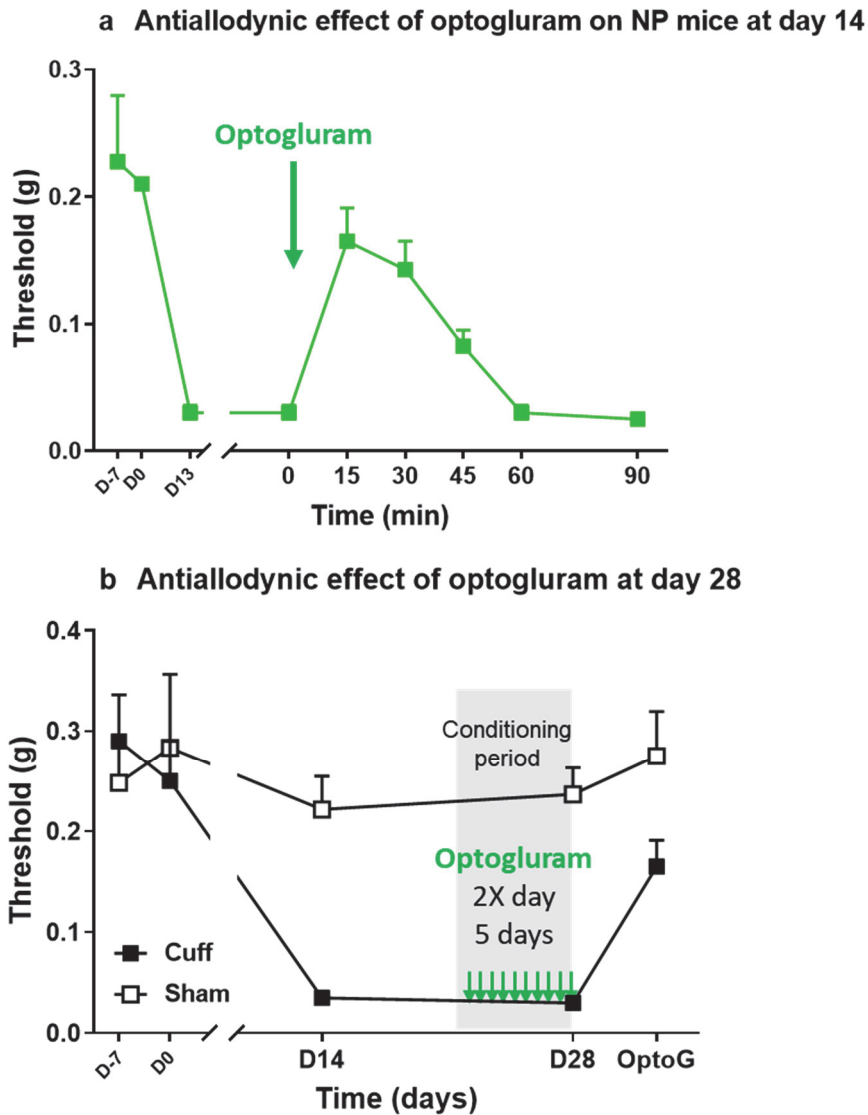 a Antiallodynic effect of optogluram on NP mice at day 14
0.3
Optogluram
0.2
Threshold (g)
0.1
0.0
D-7 D0 D13 0 15 30 45 60 90
Time (min)
b Antiallodynic effect of optogluram at day 28
0.4
0.3
Conditioning
period
Threshold (g)
0.2
Optogluram
2X day
5 days
0.1
Cuff
Sham
0.0
D-7 D0 D14 D28 OptoG
Time (days)